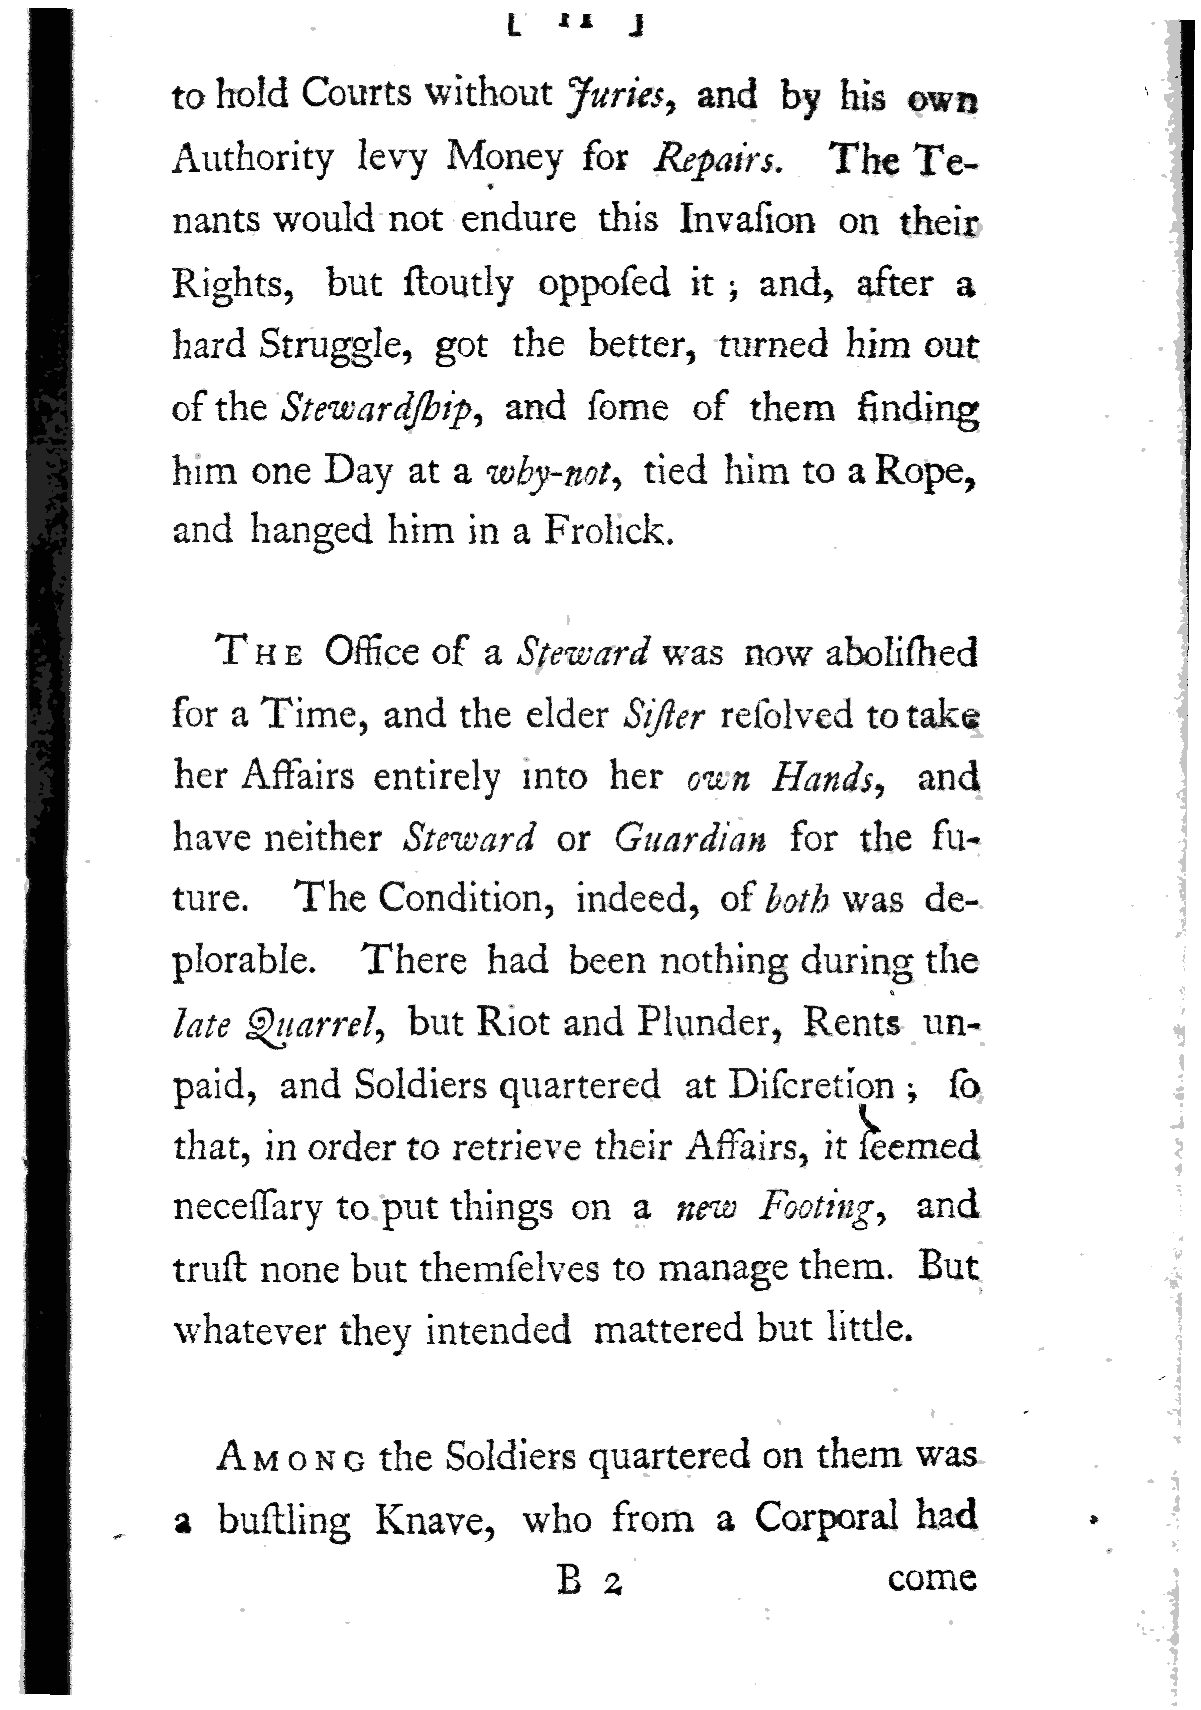 [ 11 ]
to hold Courts without Juries, and by his own
Authority levy Money for Repairs. The Te-
nants would not endure this Invaſion on their
Rights, but ſtoutly oppoſed it ; and, after a
hard Struggle, got the better, turned him out
of the Stewardſhip, and ſome of them finding
him one Day at a why-not, tied him to a Rope,
and hanged him in a Frolick.
THE Office of a Steward was now aboliſhed
for a Time, and the elder Siſter reſolved to take
her Affairs entirely into her own Hands, and
have neither Steward or Guardian for the fu-
ture. The Condition, indeed, of both was de-
plorable. There had been nothing during the
late Quarrel, but Riot and Plunder, Rents un-
paid, and Soldiers quartered at Diſcretion ; ſo
that, in order to retrieve their Affairs, it ſeemed
neceſſary to put things on a new Footing, and
truſt none but themſelves to manage them. But
whatever they intended mattered but little.
AMONG the Soldiers quartered on them was
a buſtling Knave, who from a Corporal had
B 2 come